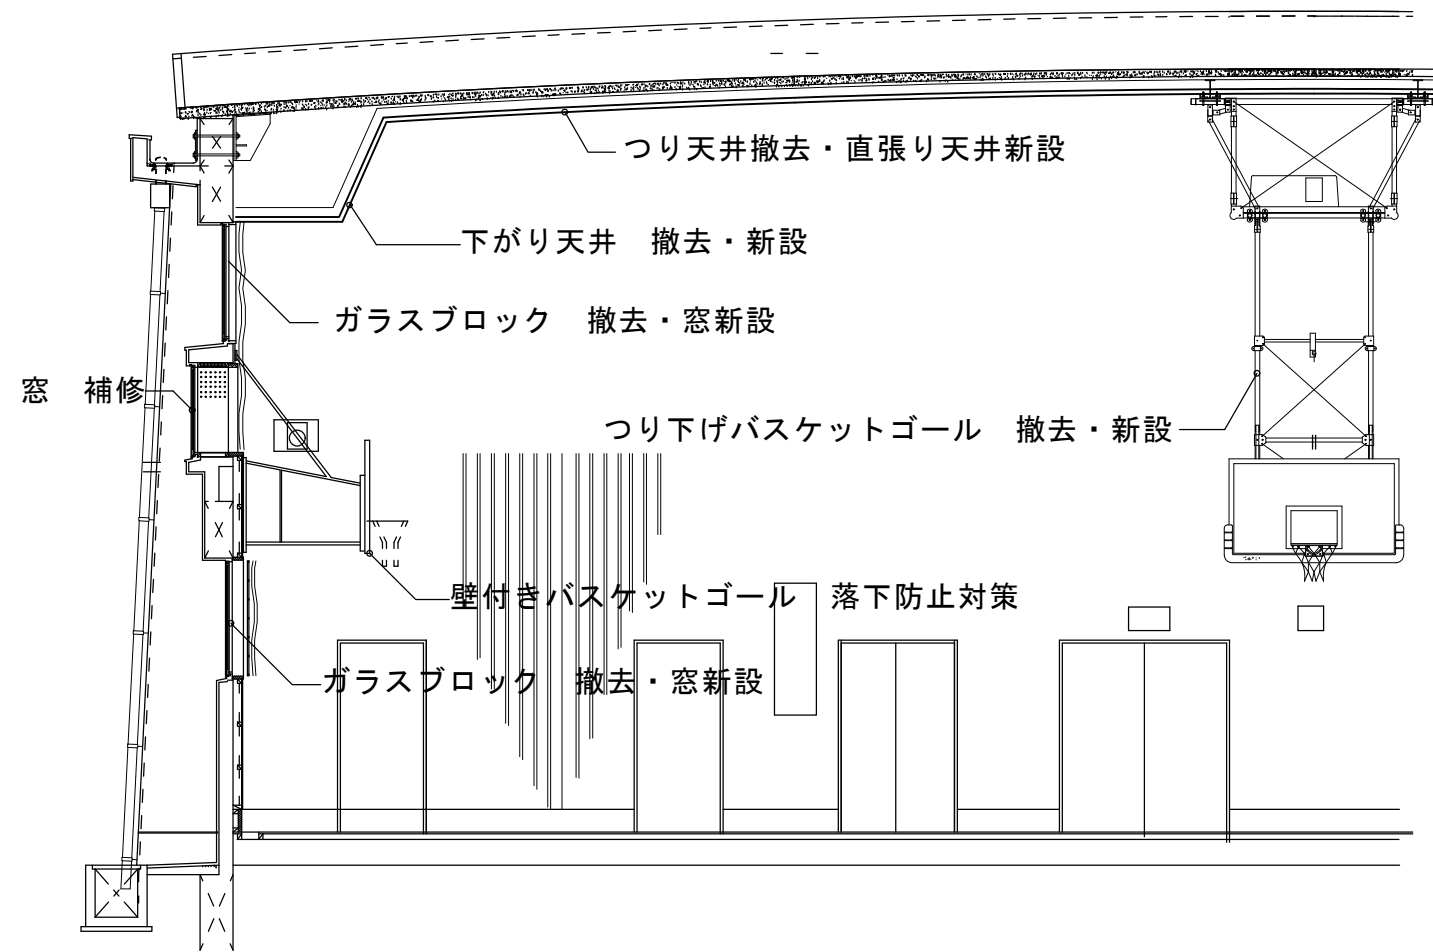 つり天井撤去・直張り天井新設
下がり天井　撤去・新設
ガラスブロック　撤去・窓新設
窓　補修
つり下げバスケットゴール　撤去・新設
壁付きバスケットゴール　落下防止対策
ガラスブロック　撤去・窓新設